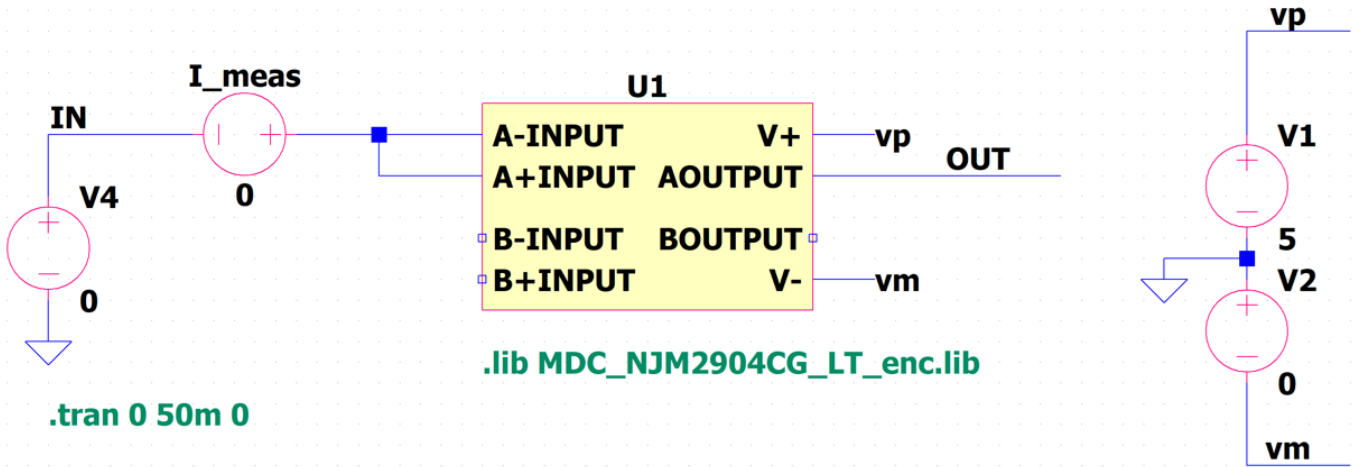 vp
I_meas
U1
IN
A-INPUT
V+
vp
V1
A+INPUT
AOUTPUT
OUT
V4
0
B-INPUT
BOUTPUT
5
B+INPUT
V-
vm
V2
0
.lib MDC_NJM2904CG_LT_enc.lib
0
.tran 0 50m 0
vm